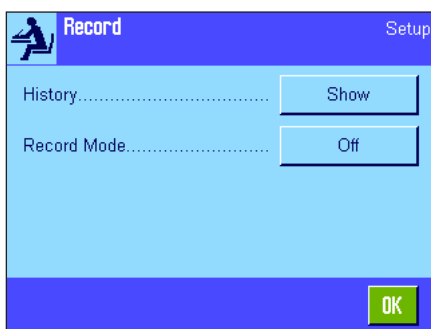 Record
Setup
History.................................. Show
Record Mode........................... Off
OK